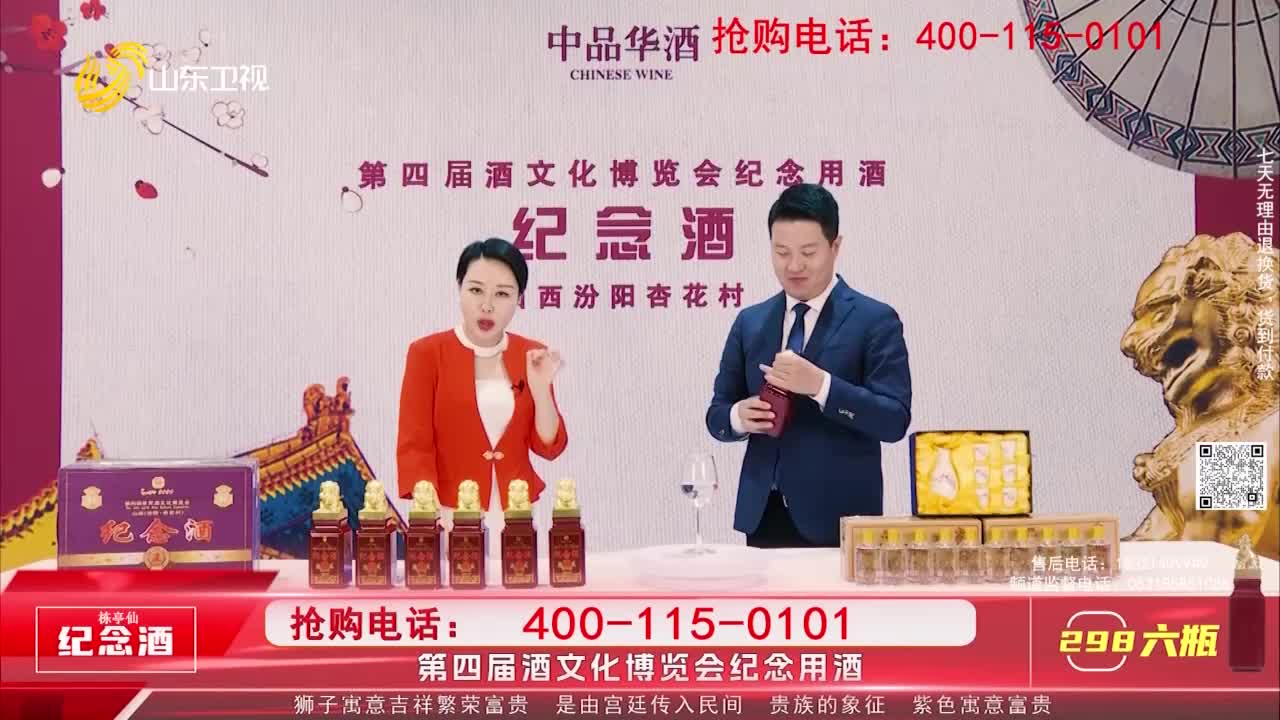 山东卫视
中品华酒
CHINESE WINE
抢购电话：400-115-0101
第四届酒文化博览会纪念用酒
纪念酒
西汾阳杏花村
七天无理由退换货，货到付款
纪念酒
售后电话：
频道监督电话：
栋亭仙
纪念酒
抢购电话： 400-115-0101
第四届酒文化博览会纪念用酒
298六瓶
狮子寓意吉祥繁荣富贵 是由宫廷传入民间 贵族的象征 紫色寓意富贵